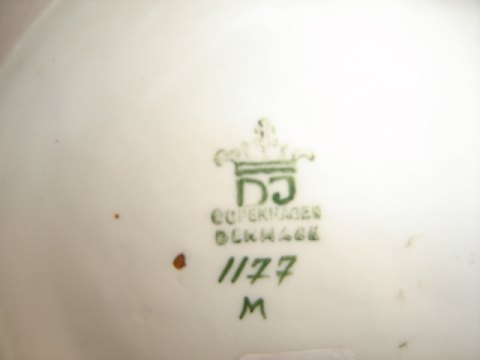 DJ
COPENHAGEN
DENMARK
1177
M